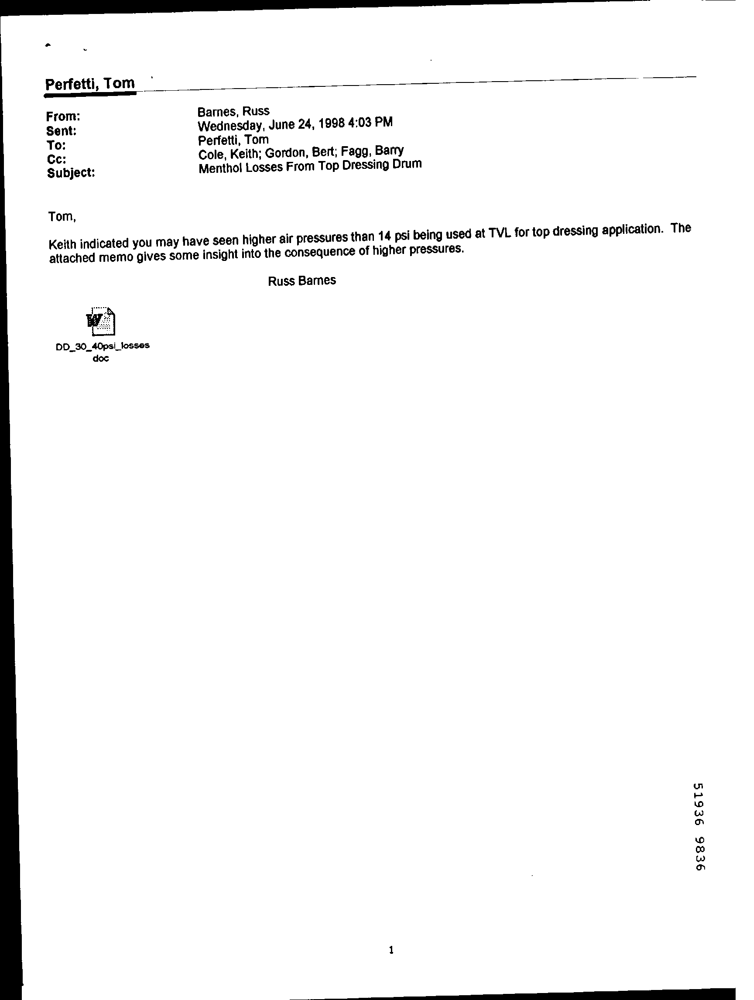 Perfetti, Tom
From: Barnes, Russ
Sent: Wednesday, June 24, 1998 4:03 PM
To: Perfetti, Tom
Cc: Cole, Keith; Gordon, Bert; Fagg, Barry
Subject: Menthol Losses From Top Dressing Drum
Tom,
Keith indicated you may have seen higher air pressures than 14 psi being used at TVL for top dressing application. The
attached memo gives some insight into the consequence of higher pressures.
Russ Barnes
W
DD_30_40psi_losses
doc
51936 9836
1